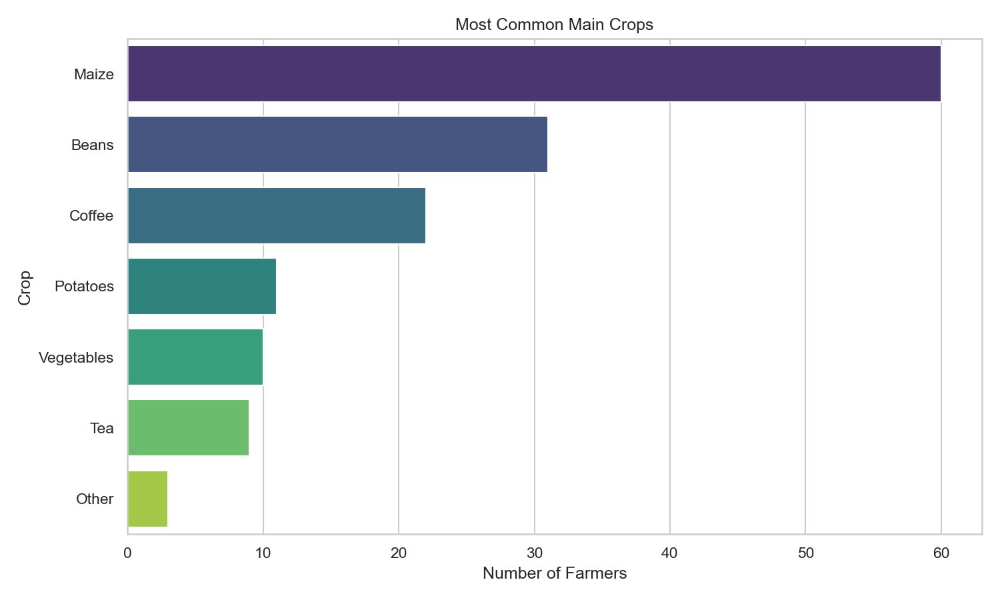 Most Common Main Crops
Maize
Beans
Coffee
Potatoes
Vegetables
Tea
Other
Crop
0 10 20 30 40 50 60
Number of Farmers